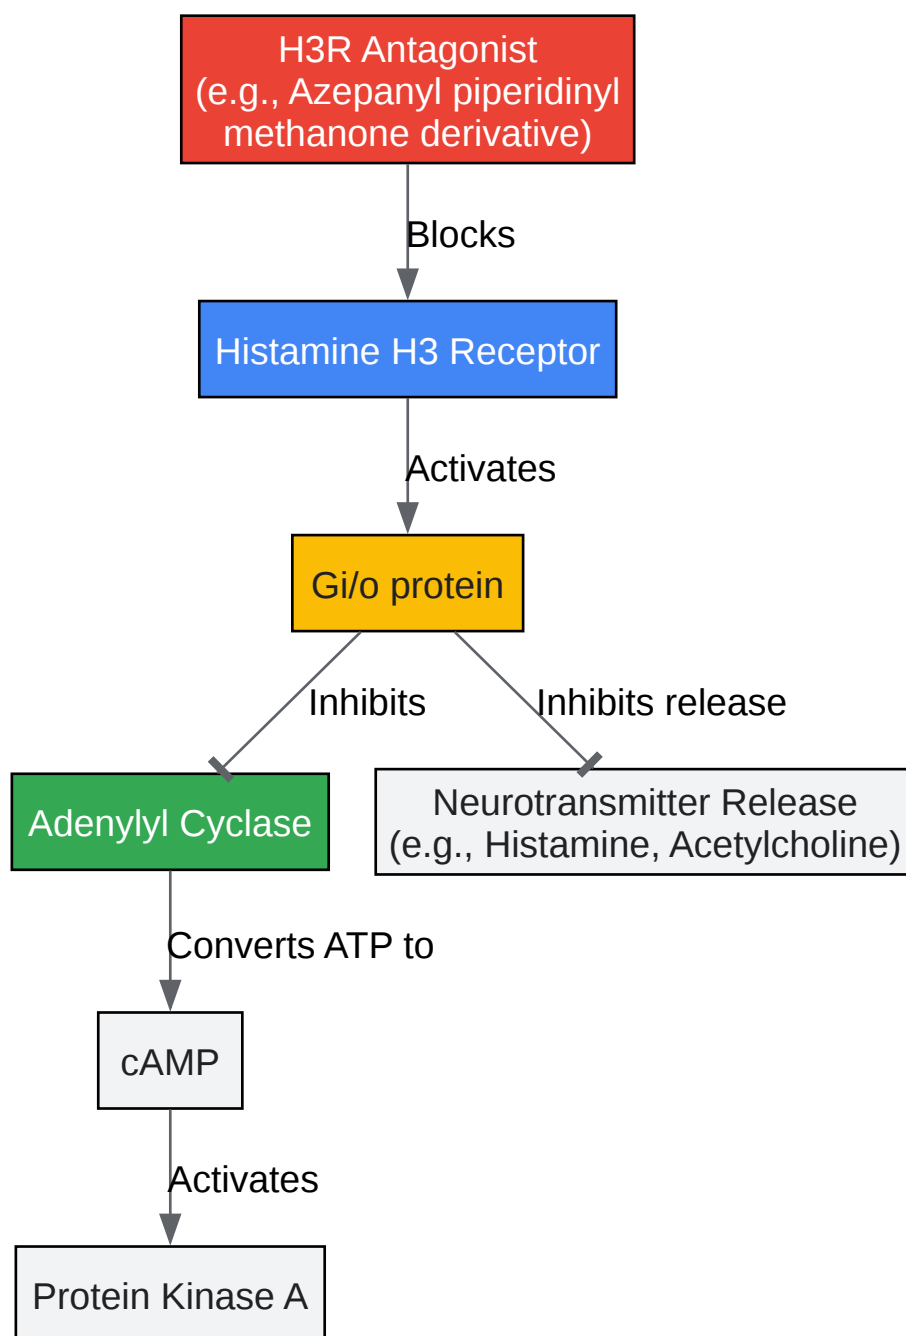 H3R Antagonist
(e.g., Azepanyl piperidinyl
methanone derivative)
Blocks
Histamine H3 Receptor
Activates
Gi/o protein
Inhibits
Inhibits release
Adenylyl Cyclase
Neurotransmitter Release
(e.g., Histamine, Acetylcholine)
Converts ATP to
cAMP
Activates
Protein Kinase A